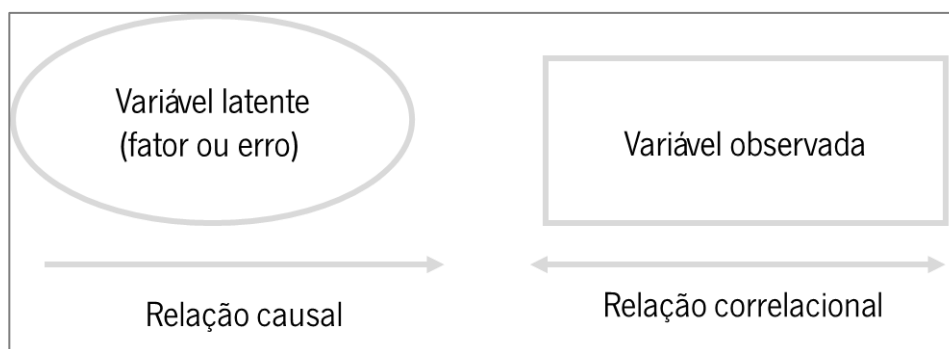 Variável latente
(fator ou erro)
Variável observada
Relação causal
Relação correlacional